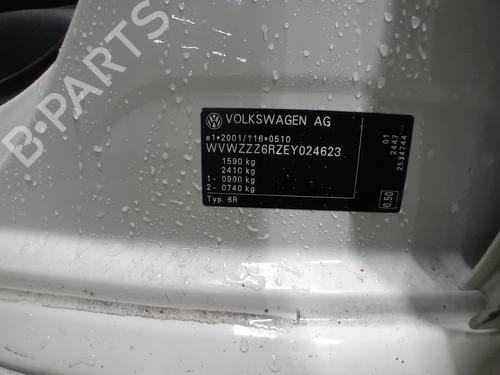 B-PARTS
VOLKSWAGEN AG
e1*2001/116*0510
WVWZZZ6RZEY024623
1590 kg
2410 kg
1- 0900 kg
2- 0740 kg
Typ 6R
01
2447
2534744
0.50